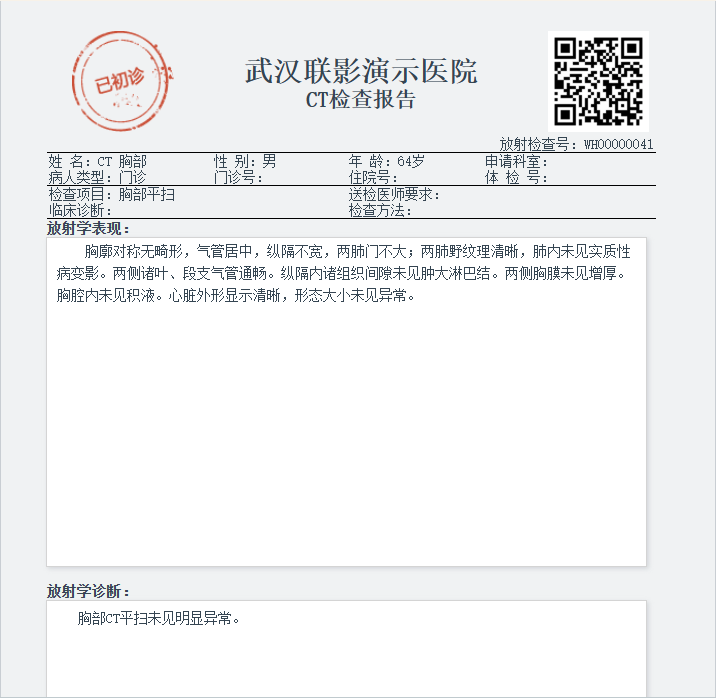 已初诊
武汉联影演示医院
CT检查报告
放射检查号: WH00000041
姓 名: CT 胸部 性 别: 男 年 龄: 64岁 申请科室:
病人类型: 门诊 门诊号: 住院号: 体 检 号:
检查项目: 胸部平扫 送检医师要求:
临床诊断: 检查方法:
放射学表现:
胸廓对称无畸形，气管居中，纵隔不宽，两肺门不大；两肺野纹理清晰，肺内未见实质性
病变影。两侧诸叶、段支气管通畅。纵隔内诸组织间隙未见肿大淋巴结。两侧胸膜未见增厚。
胸腔内未见积液。心脏外形显示清晰，形态大小未见异常。
放射学诊断:
胸部CT平扫未见明显异常。